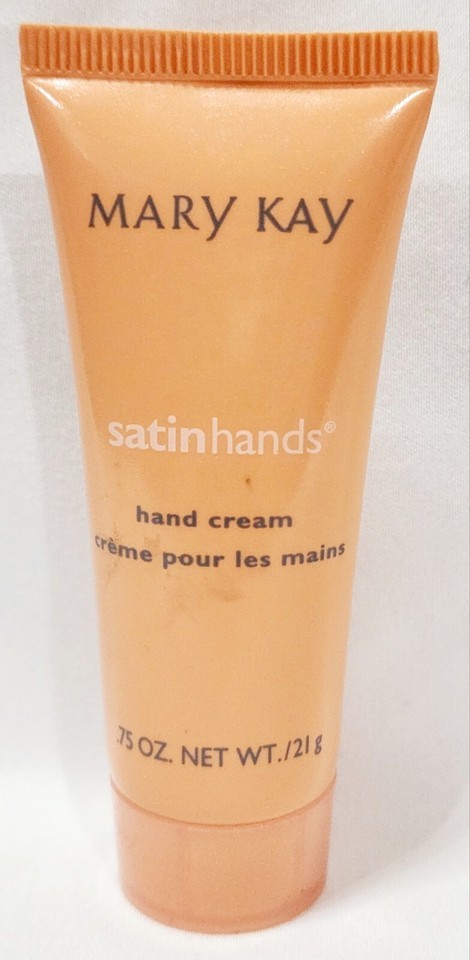 MARY KAY
satinhands®
hand cream
crème pour les mains
.75 OZ. NET WT./21 g